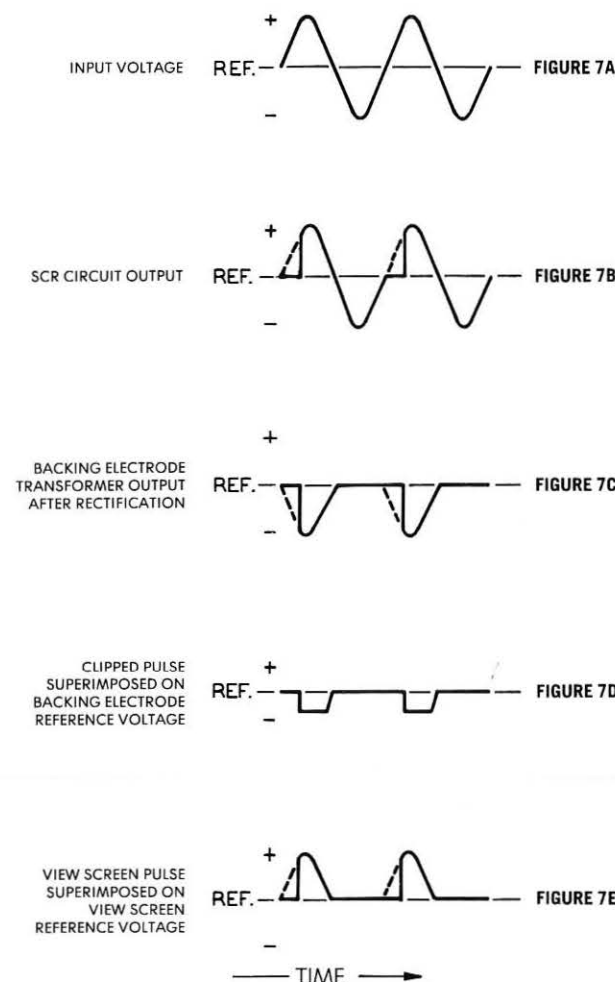 +
INPUT VOLTAGE REF. FIGURE 7A
–
+
SCR CIRCUIT OUTPUT REF. FIGURE 7B
–
+
BACKING ELECTRODE
TRANSFORMER OUTPUT REF. FIGURE 7C
AFTER RECTIFICATION
–
CLIPPED PULSE
+
SUPERIMPOSED ON
BACKING ELECTRODE REF. FIGURE 7D
REFERENCE VOLTAGE
–
VIEW SCREEN PULSE
+
SUPERIMPOSED ON
VIEW SCREEN REF. FIGURE 7E
REFERENCE VOLTAGE
–
TIME